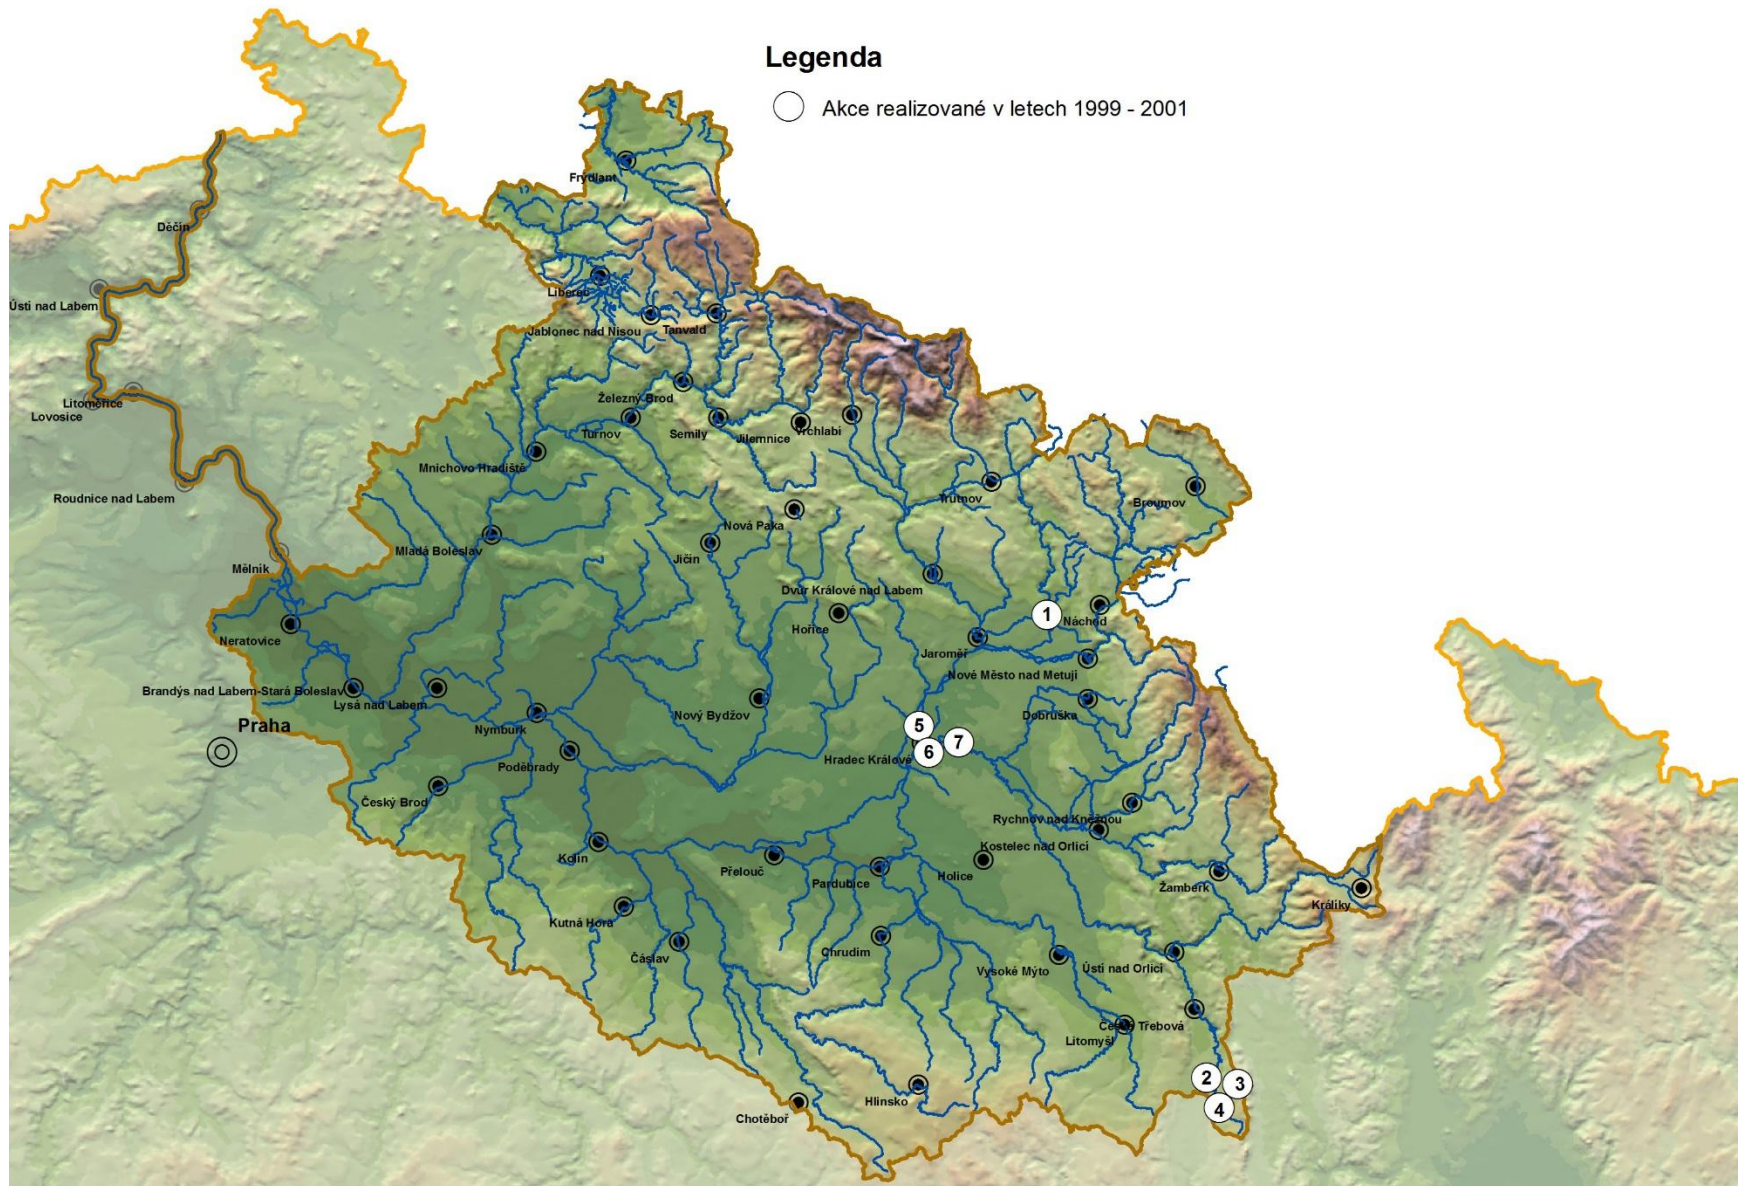 Legenda
Akce realizované v letech 1999 - 2001
Frýdlant
Děčín
Liberec
Ústí nad Labem
Jablonec nad Nisou
Tanvald
Železný Brod
Litoměřice
Lovosice
Turnov
Semily
Jilemnice
Vrchlabí
Mnichovo Hradiště
Roudnice nad Labem
Trutnov
Broumov
Nová Paka
Mladá Boleslav
Jičín
Mělník
Dvůr Králové nad Labem
1
Náchod
Hořice
Neratovice
Jaroměř
Nové Město nad Metují
Brandýs nad Labem-Stará Boleslav
Lysá nad Labem
Nový Bydžov
Dobruška
Praha
Nymburk
5
7
6
Hradec Králové
Poděbrady
Český Brod
Rychnov nad Kněžnou
Kostelec nad Orlicí
Kolín
Přelouč
Pardubice
Holice
Žamberk
Králíky
Kutná Hora
Čáslav
Chrudim
Vysoké Mýto
Ústí nad Orlicí
Česká Třebová
Litomyšl
2
3
4
Hlinsko
Chotěboř